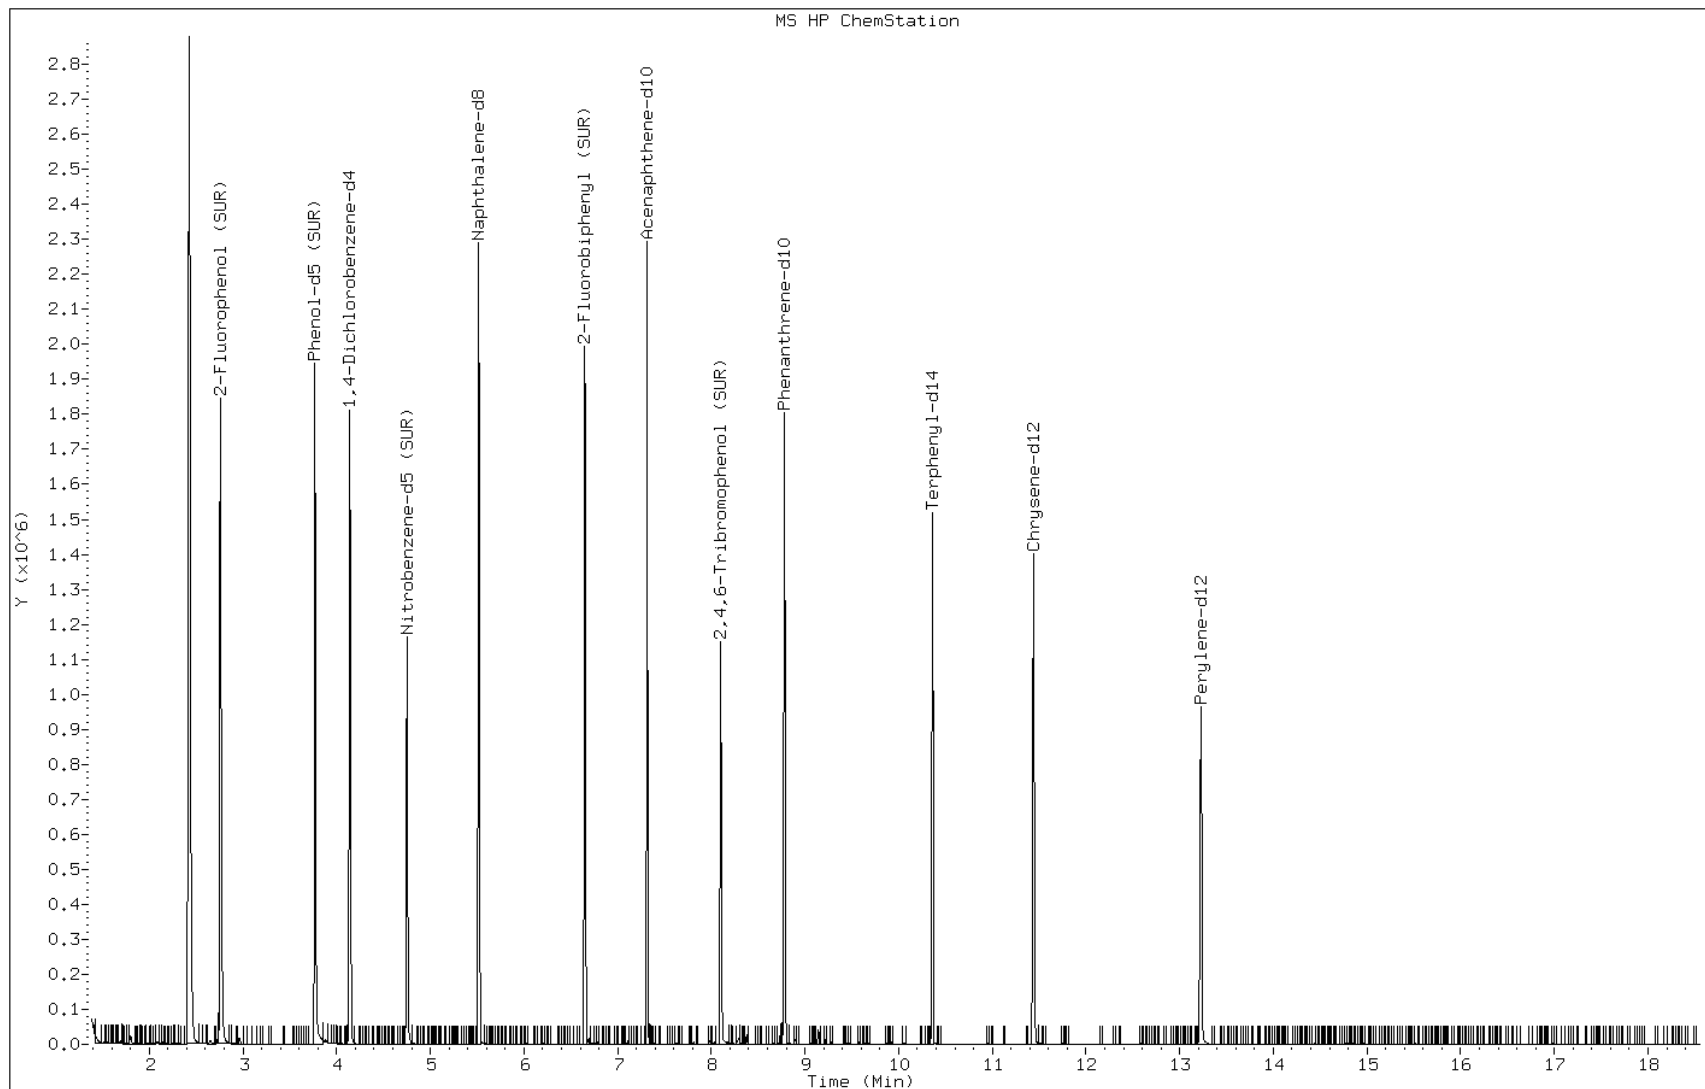 MS HP ChemStation
2.8
2.7
2.6
2.5
2.4
2.3
2.2
2.1
2.0
1.9
1.8
1.7
1.6
1.5
1.4
1.3
1.2
1.1
1.0
0.9
0.8
0.7
0.6
0.5
0.4
0.3
0.2
0.1
0.0
Y (x10^6)
2-Fluorophenol (SUR)
Phenol-d5 (SUR)
1,4-Dichlorobenzene-d4
Nitrobenzene-d5 (SUR)
Naphthalene-d8
2-Fluorobiphenyl (SUR)
Acenaphthene-d10
2,4,6-Tribromophenol (SUR)
Phenanthrene-d10
Terphenyl-d14
Chrysene-d12
Perylene-d12
2 3 4 5 6 7 8 9 10 11 12 13 14 15 16 17 18
Time (Min)